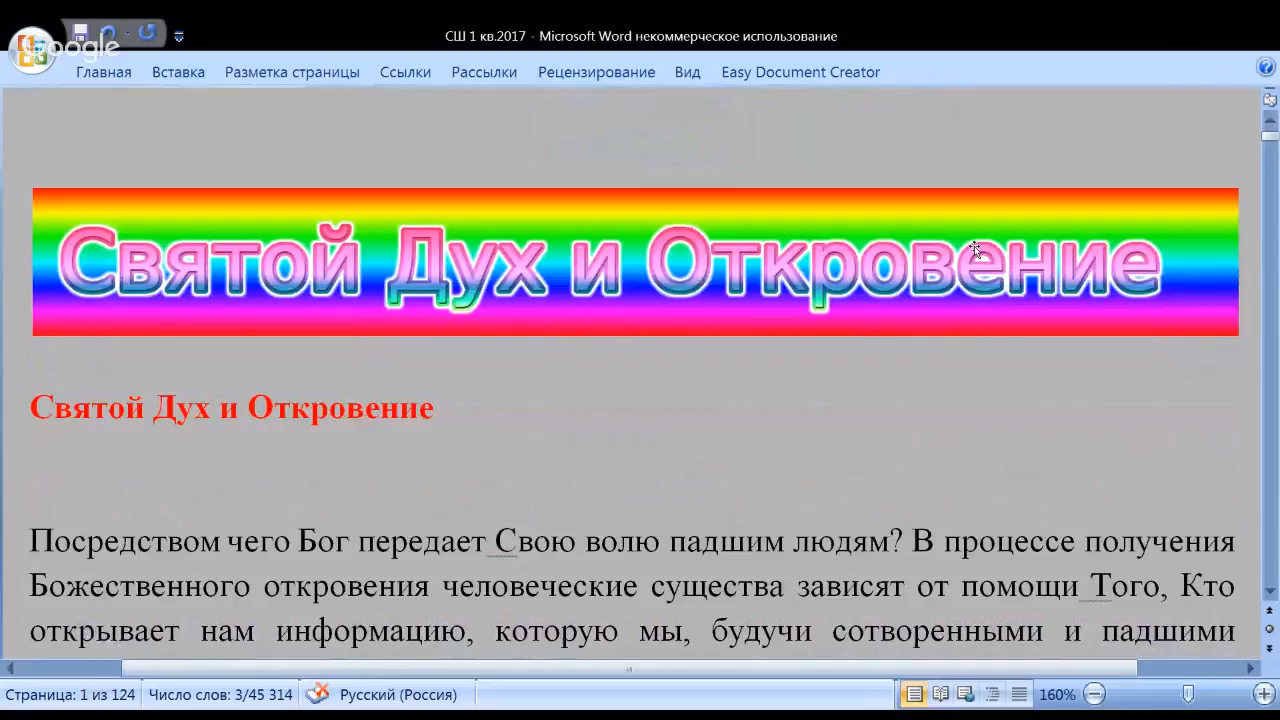 Google
СШ 1 кв.2017 - Microsoft Word некоммерческое использование
Главная Вставка Разметка страницы Ссылки Рассылки Рецензирование Вид Easy Document Creator
Святой Дух и Откровение
Святой Дух и Откровение
Посредством чего Бог передает Свою волю падшим людям? В процессе получения
Божественного откровения человеческие существа зависят от помощи Того, Кто
открывает нам информацию, которую мы, будучи сотворенными и падшими
Страница: 1 из 124 Число слов: 3/45 314 Русский (Россия) 160%